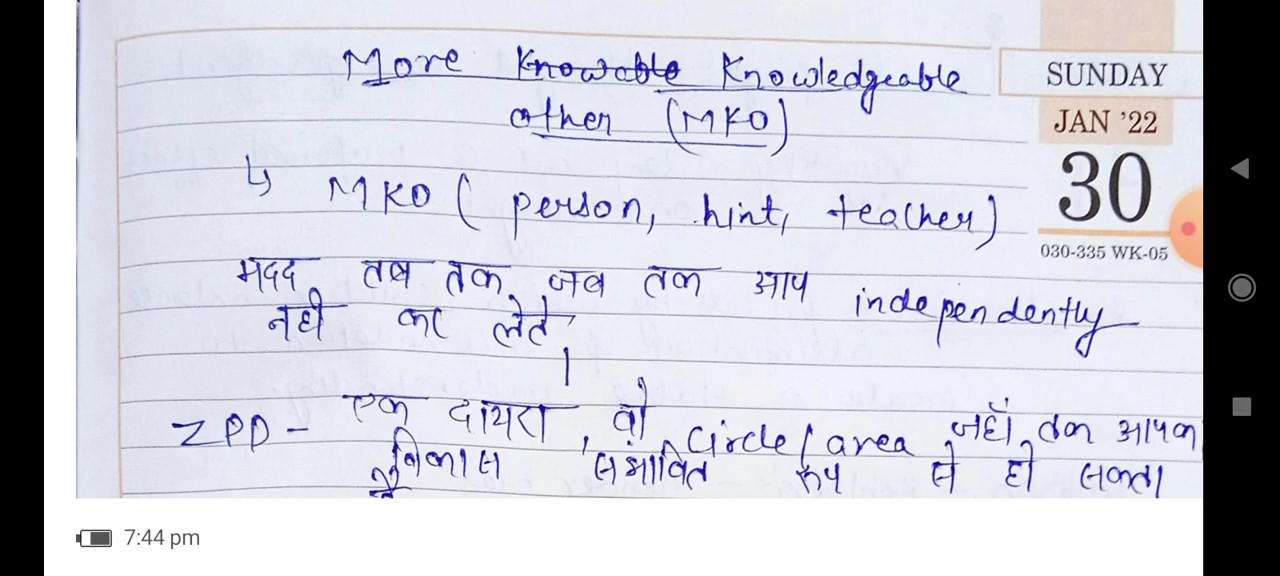 More Knowable Knowledgeable
other (MKO)
SUNDAY
JAN '22
30
030-335 WK-05
↳ MKO ( person, hint, teacher)
मदद तब तक जब तक आप independently
नही कर लेते।
ZPD - एक दायरा, वो circle/area जहाँ तक आपका
विकास संभावित रूप से हो सकता
7:44 pm